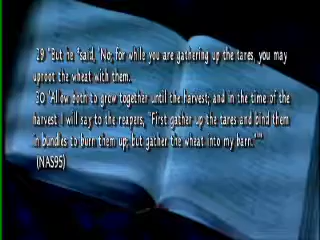 29 "But he *said, 'No; for while you are gathering up the tares, you may
uproot the wheat with them.
30 'Allow both to grow together until the harvest; and in the time of the
harvest I will say to the reapers, "First gather up the tares and bind them
in bundles to burn them up; but gather the wheat into my barn."'"
(NAS95)